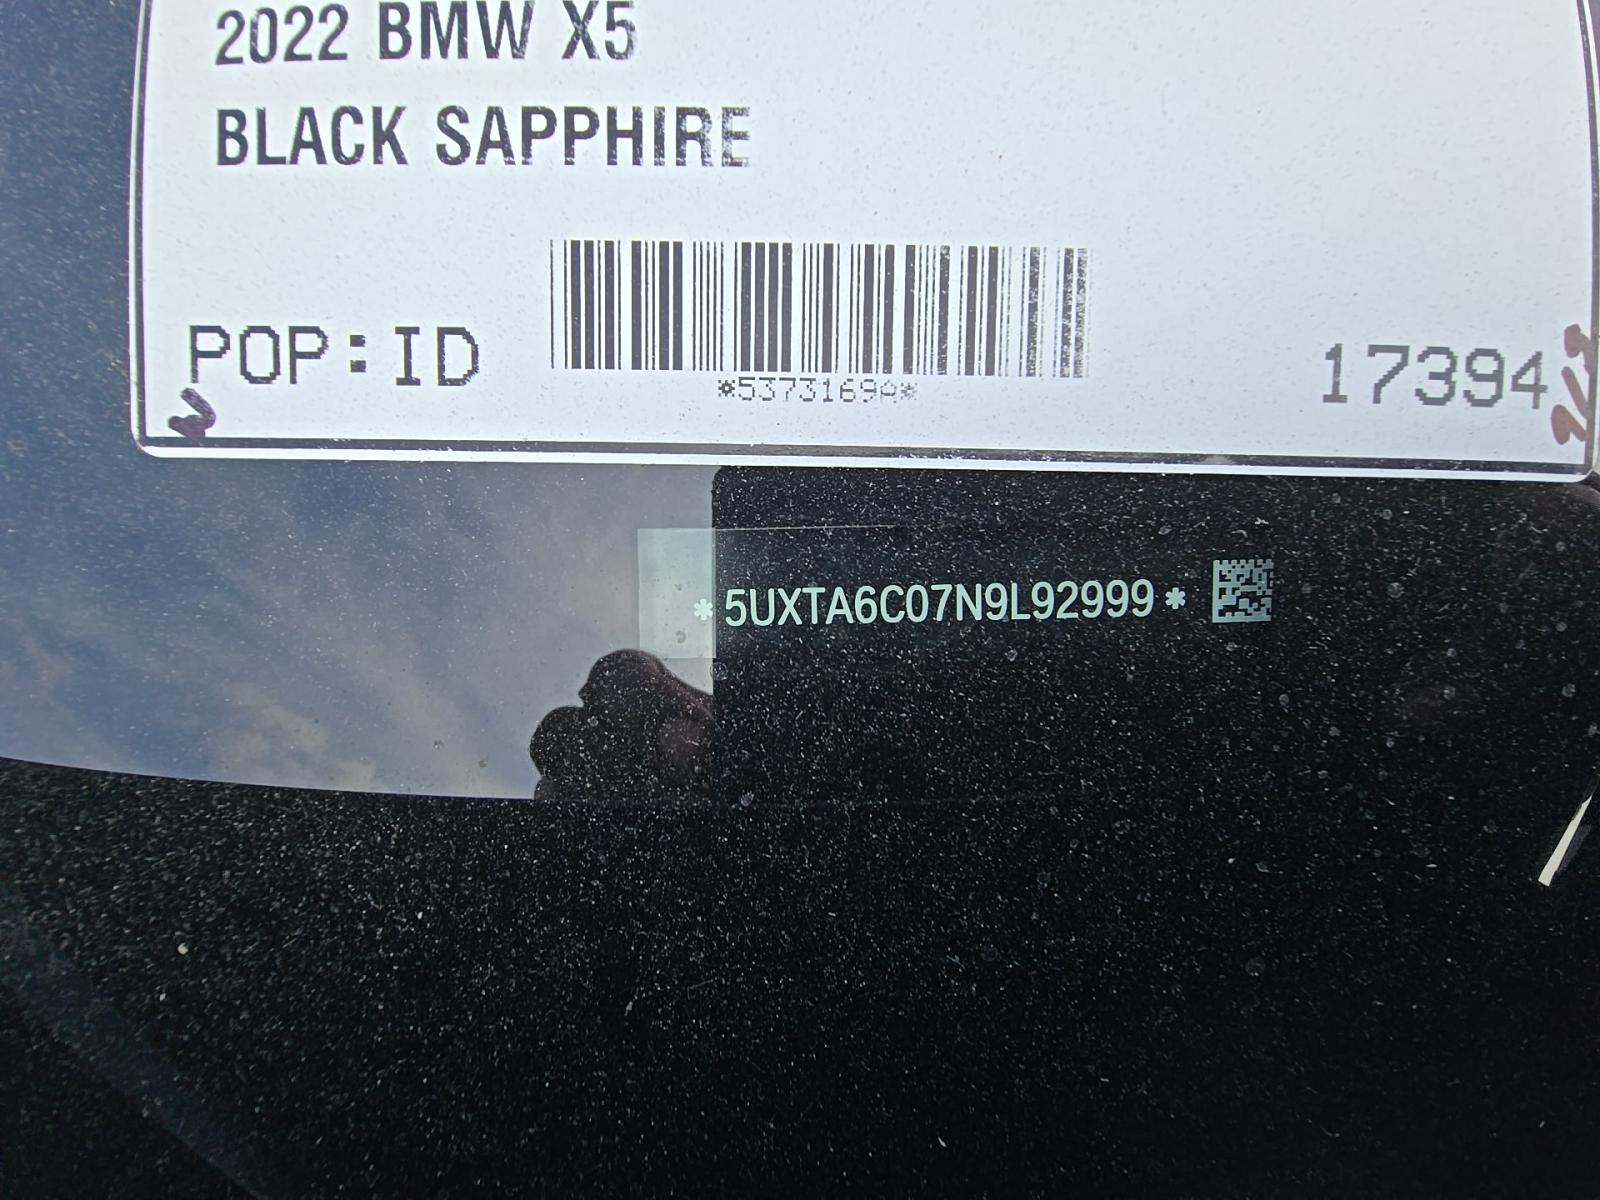 2022 BMW X5
BLACK SAPPHIRE
POP:ID
*5373169A*
17394
*5UXTA6C07N9L92999*